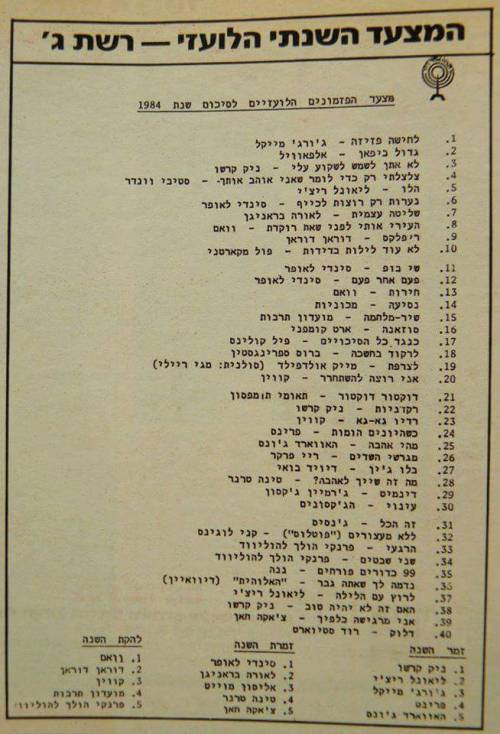 המצעד השנתי הלועזי — רשת ג'
מצעד הפזמונים הלועזיים לסיכום שנת 1984
1. לחישה פזיזה - ג'ורג' מייקל
2. גדול ביפאן - אלפאוויל
3. לא אתן לשמש לשקוע עלי - ניק קרשו
4. צלצלתי רק כדי לומר שאני אוהב אותך - סטיבי וונדר
5. הלו - ליאונל ריצ'י
6. נערות רק רוצות לכייף - סינדי לאופר
7. שליטה עצמית - לאורה בראניגן
8. העירי אותי לפני שאת רוקדת - וואם
9. ריפלקס - דוראן דוראן
10. לא עוד לילות בדידות - פול מקארטני
11. שי בופ - סינדי לאופר
12. פעם אחר פעם - סינדי לאופר
13. חירות - וואם
14. נסיעה - מכוניות
15. שיר-מלחמה - מועדון תרבות
16. סוזאנה - ארט קומפני
17. כנגד כל הסיכויים - פיל קולינס
18. לרקוד בחשכה - ברוס ספרינגסטין
19. לצרפת - מייק אולדפילד (סולנית: מגי ריילי)
20. אני רוצה להשתחרר - קווין
21. דוקטור דוקטור - תאומי תומפסון
22. רקדניות - ניק קרשו
23. רדיו גא-גא - קווין
24. כשהיונים הומות - פרינס
25. מהי אהבה - האווארד ג'ונס
26. מגרשי השדים - ריי פרקר
27. בלו ג'ין - דיויד בואי
28. מה זה שייך לאהבה? - טינה טרנר
29. דינמיט - ג'רמיין ג'קסון
30. עינוי - הג'קסונים
31. זה הכל - ג'נסיס
32. ללא מעצורים ("פוטלוס") - קני לוגינס
33. הרגעי - פרנקי הולך להוליווד
34. שני שבטים - פרנקי הולך להוליווד
35. 99 כדורים פורחים - ננה
36. נדמה לך שאתה גבר - "האלוהית" (דיוואיין)
37. לרוץ עם הלילה - ליאונל ריצ'י
38. האם זה לא יהיה טוב - ניק קרשו
39. אני מרגישה כלפיך - צ'אקה חאן
40. דלוק - רוד סטיוארט
זמר השנה
1. ניק קרשו
2. ליאונל ריצ'י
3. ג'ורג' מייקל
4. פרינס
5. האווארד ג'ונס
זמרת השנה
1. סינדי לאופר
2. לאורה בראניגן
3. אליסון מוייט
4. טינה טרנר
5. צ'אקה חאן
להקת השנה
1. וואם
2. דוראן דוראן
3. קווין
4. מועדון תרבות
5. פרנקי הולך להוליווד